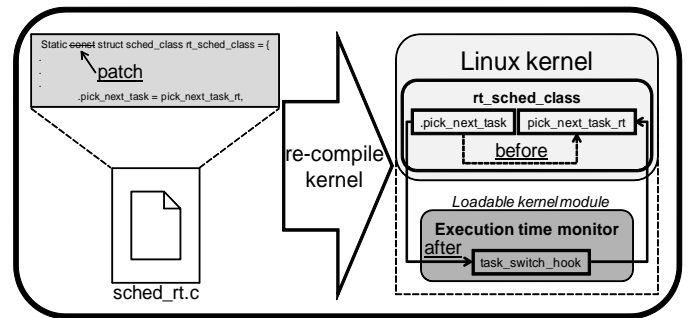 Static const struct sched_class rt_sched_class = {
.
.
.
patch
.pick_next_task = pick_next_task_rt,
sched_rt.c
re-compile
kernel
Linux kernel
rt_sched_class
.pick_next_task pick_next_task_rt
before
Loadable kernel module
Execution time monitor
after
task_switch_hook